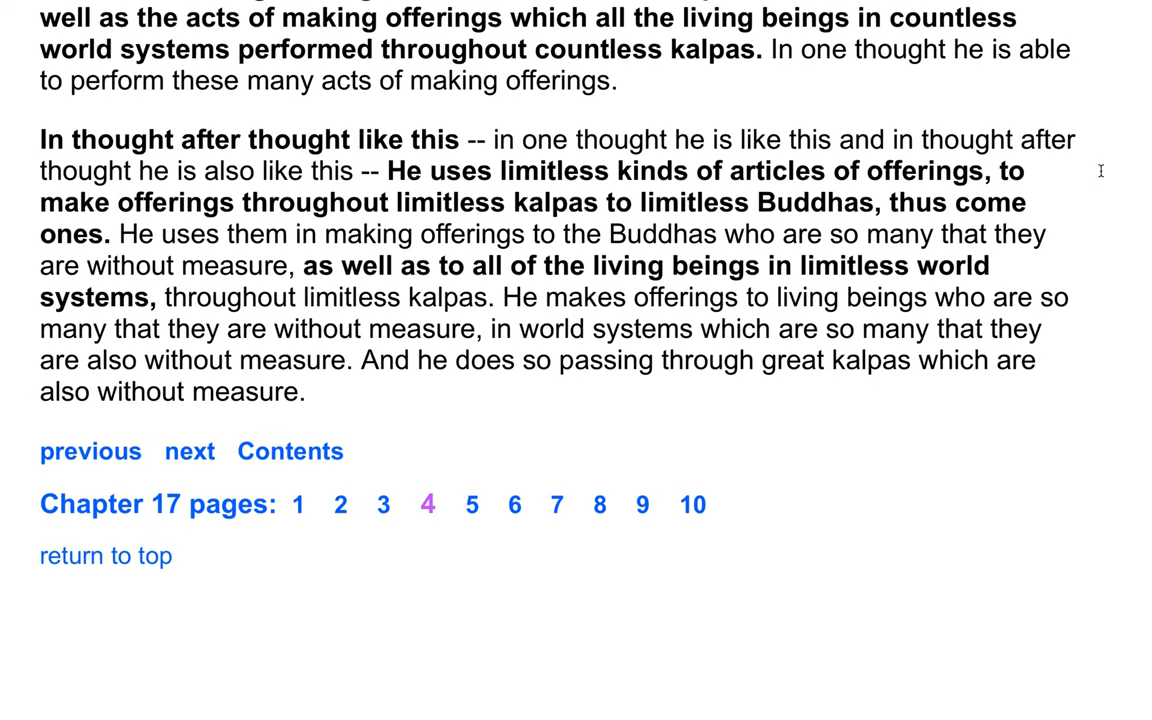 well as the acts of making offerings which all the living beings in countless
world systems performed throughout countless kalpas. In one thought he is able
to perform these many acts of making offerings.
In thought after thought like this -- in one thought he is like this and in thought after
thought he is also like this -- He uses limitless kinds of articles of offerings, to
make offerings throughout limitless kalpas to limitless Buddhas, thus come
ones. He uses them in making offerings to the Buddhas who are so many that they
are without measure, as well as to all of the living beings in limitless world
systems, throughout limitless kalpas. He makes offerings to living beings who are so
many that they are without measure, in world systems which are so many that they
are also without measure. And he does so passing through great kalpas which are
also without measure.
previous next Contents
Chapter 17 pages: 1 2 3 4 5 6 7 8 9 10
return to top